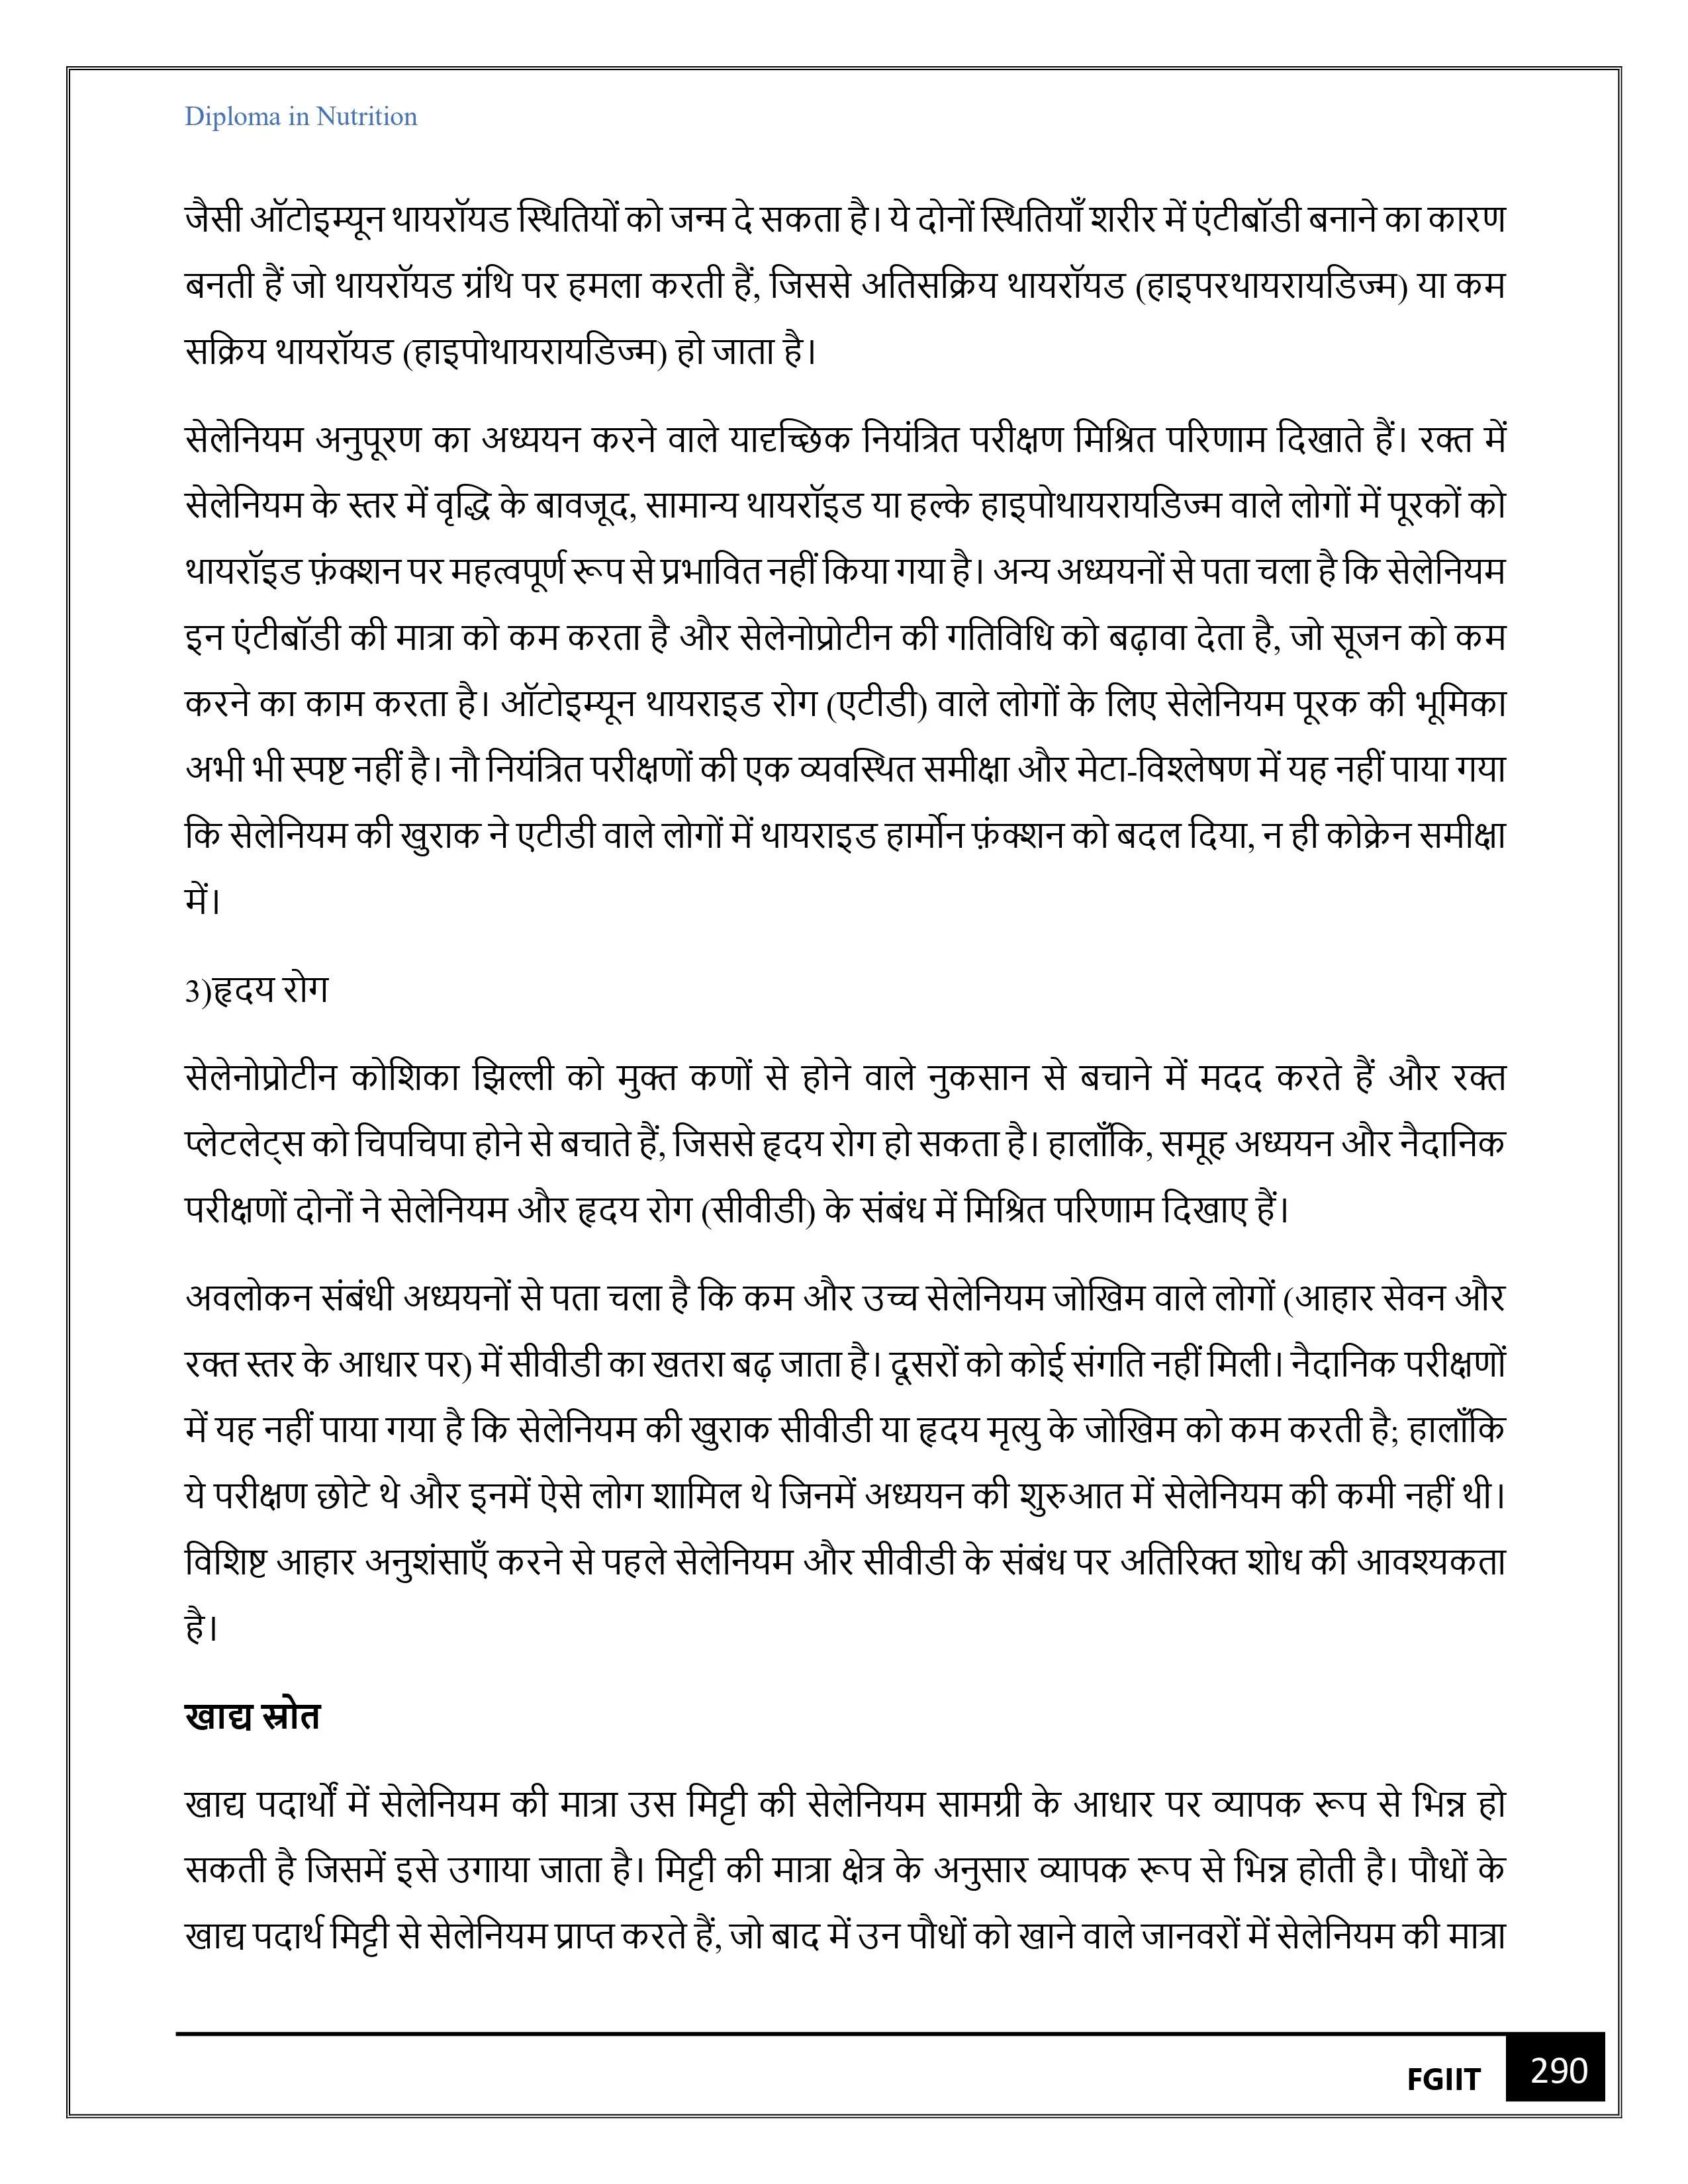 Diploma in Nutrition
जैसी ऑटोइम्यून थायरॉयड स्थितियों को जन्म दे सकता है। ये दोनों स्थितियाँ शरीर में एंटीबॉडी बनाने का कारण
बनती हैं जो थायरॉयड ग्रंथि पर हमला करती हैं, जिससे अतिसक्रिय थायरॉयड (हाइपरथायरायडिज्म) या कम
सक्रिय थायरॉयड (हाइपोथायरायडिज्म) हो जाता है।
सेलेनियम अनुपूरण का अध्ययन करने वाले यादृच्छिक नियंत्रित परीक्षण मिश्रित परिणाम दिखाते हैं। रक्त में
सेलेनियम के स्तर में वृद्धि के बावजूद, सामान्य थायरॉइड या हल्के हाइपोथायरायडिज्म वाले लोगों में पूरकों को
थायरॉइड फ़ंक्शन पर महत्वपूर्ण रूप से प्रभावित नहीं किया गया है। अन्य अध्ययनों से पता चला है कि सेलेनियम
इन एंटीबॉडी की मात्रा को कम करता है और सेलेनोप्रोटीन की गतिविधि को बढ़ावा देता है, जो सूजन को कम
करने का काम करता है। ऑटोइम्यून थायराइड रोग (एटीडी) वाले लोगों के लिए सेलेनियम पूरक की भूमिका
अभी भी स्पष्ट नहीं है। नौ नियंत्रित परीक्षणों की एक व्यवस्थित समीक्षा और मेटा-विश्लेषण में यह नहीं पाया गया
कि सेलेनियम की खुराक ने एटीडी वाले लोगों में थायराइड हार्मोन फ़ंक्शन को बदल दिया, न ही कोक्रेन समीक्षा
में।
3)हृदय रोग
सेलेनोप्रोटीन कोशिका झिल्ली को मुक्त कणों से होने वाले नुकसान से बचाने में मदद करते हैं और रक्त
प्लेटलेट्स को चिपचिपा होने से बचाते हैं, जिससे हृदय रोग हो सकता है। हालाँकि, समूह अध्ययन और नैदानिक
परीक्षणों दोनों ने सेलेनियम और हृदय रोग (सीवीडी) के संबंध में मिश्रित परिणाम दिखाए हैं।
अवलोकन संबंधी अध्ययनों से पता चला है कि कम और उच्च सेलेनियम जोखिम वाले लोगों (आहार सेवन और
रक्त स्तर के आधार पर) में सीवीडी का खतरा बढ़ जाता है। दूसरों को कोई संगति नहीं मिली। नैदानिक परीक्षणों
में यह नहीं पाया गया है कि सेलेनियम की खुराक सीवीडी या हृदय मृत्यु के जोखिम को कम करती है; हालाँकि
ये परीक्षण छोटे थे और इनमें ऐसे लोग शामिल थे जिनमें अध्ययन की शुरुआत में सेलेनियम की कमी नहीं थी।
विशिष्ट आहार अनुशंसाएँ करने से पहले सेलेनियम और सीवीडी के संबंध पर अतिरिक्त शोध की आवश्यकता
है।
खाद्य स्रोत
खाद्य पदार्थों में सेलेनियम की मात्रा उस मिट्टी की सेलेनियम सामग्री के आधार पर व्यापक रूप से भिन्न हो
सकती है जिसमें इसे उगाया जाता है। मिट्टी की मात्रा क्षेत्र के अनुसार व्यापक रूप से भिन्न होती है। पौधों के
खाद्य पदार्थ मिट्टी से सेलेनियम प्राप्त करते हैं, जो बाद में उन पौधों को खाने वाले जानवरों में सेलेनियम की मात्रा
FGIIT 290